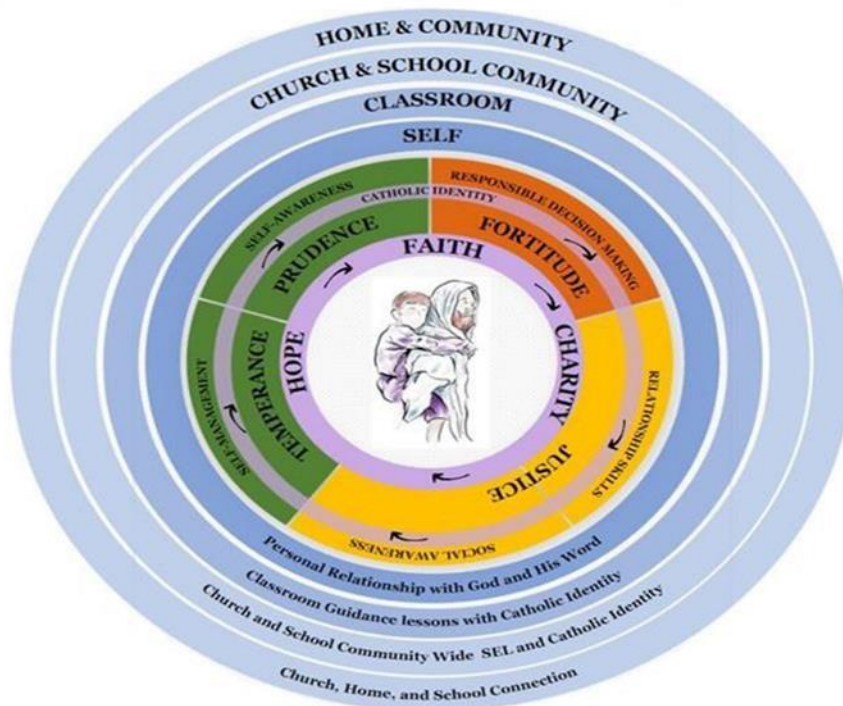 HOME & COMMUNITY
CHURCH & SCHOOL COMMUNITY
CLASSROOM
SELF
SELF-AWARENESS
CATHOLIC IDENTITY
RESPONSIBLE DECISION MAKING
PRUDENCE
FORTITUDE
FAITH
HOPE
CHARITY
TEMPERANCE
JUSTICE
SELF-MANAGEMENT
RELATIONSHIP SKILLS
SOCIAL AWARENESS
Personal Relationship with God and His Word
Classroom Guidance lessons with Catholic Identity
Church and School Community Wide SEL and Catholic Identity
Church, Home, and School Connection